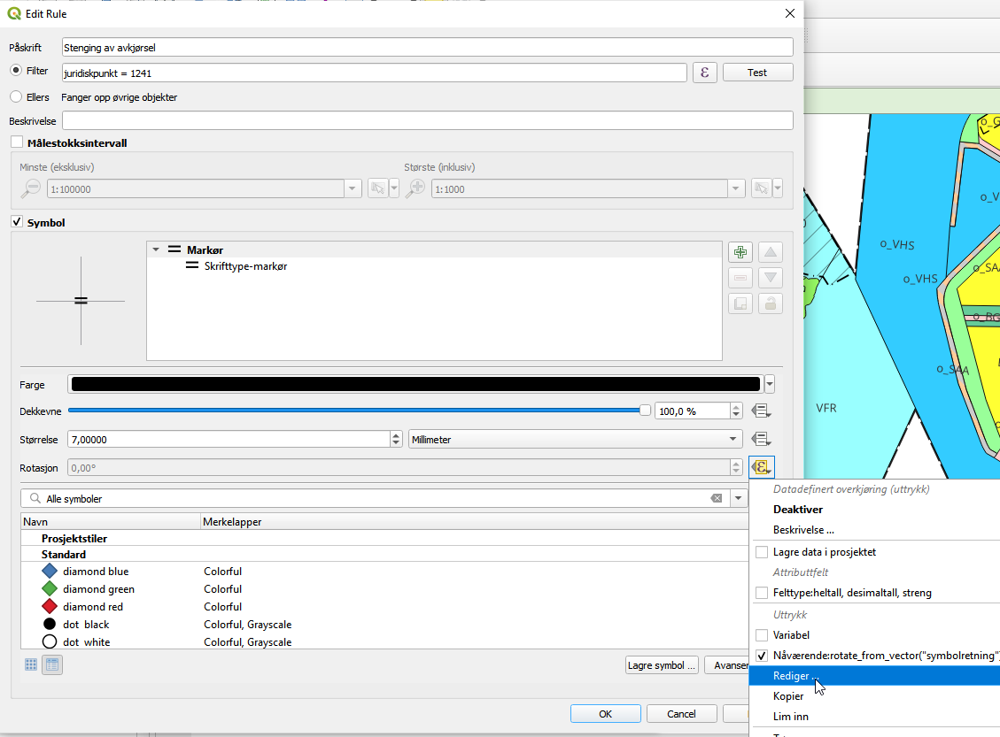 Edit Rule
Påskrift Stenging av avkjørsel
Filter juridiskpunkt = 1241 ε Test
Ellers Fanger opp øvrige objekter
Beskrivelse
Målestokksintervall
Minste (eksklusiv) Største (inklusiv)
1:100000 1:1000
Symbol
Markør
Skrifttype-markør
Farge
Dekkevne 100,0 %
Størrelse 7,00000 Millimeter
Rotasjon 0,00°
Alle symboler
Navn Merkelapper
Prosjektstiler
Standard
diamond blue Colorful
diamond green Colorful
diamond red Colorful
dot black Colorful, Grayscale
dot white Colorful, Grayscale
Lagre symbol ... Avanser
OK Cancel
Datadefinert overkjøring (uttrykk)
Deaktiver
Beskrivelse ...
Lagre data i prosjektet
Attributtfelt
Felttype:heltall, desimaltall, streng
Uttrykk
Variabel
Nåværende:rotate_from_vector("symbolretning"
Rediger ...
Kopier
Lim inn
o_VHS
o_VHS
o_SAA
o_BG
o_SAA
VFR